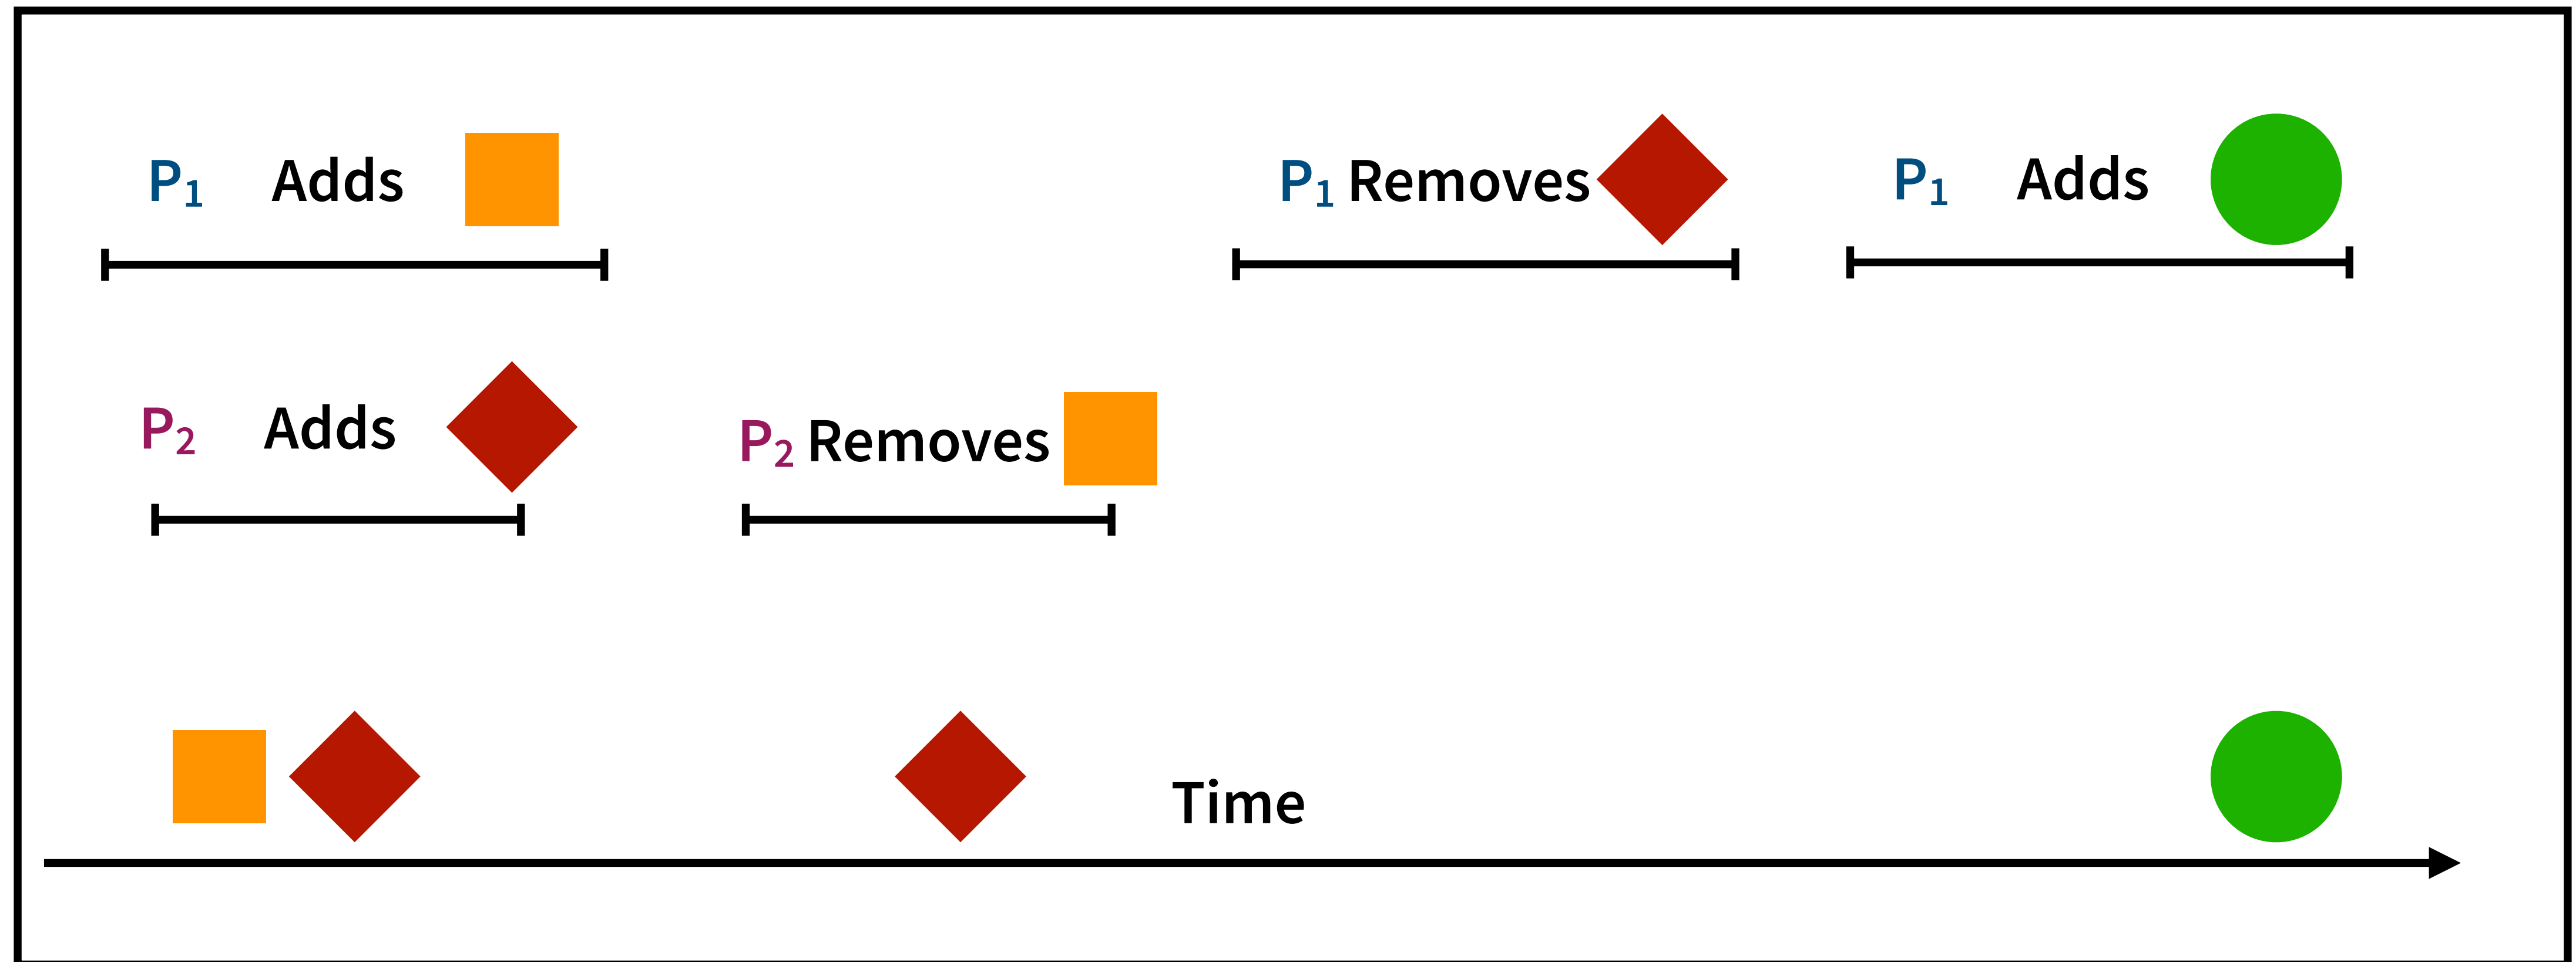 P₁ Adds
P₁ Removes
P₁ Adds
P₂ Adds
P₂ Removes
Time